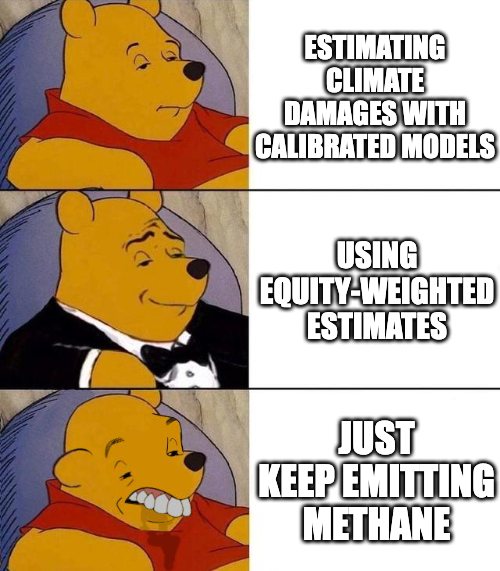 ESTIMATING
CLIMATE
DAMAGES WITH
CALIBRATED MODELS
USING
EQUITY-WEIGHTED
ESTIMATES
JUST
KEEP EMITTING
METHANE